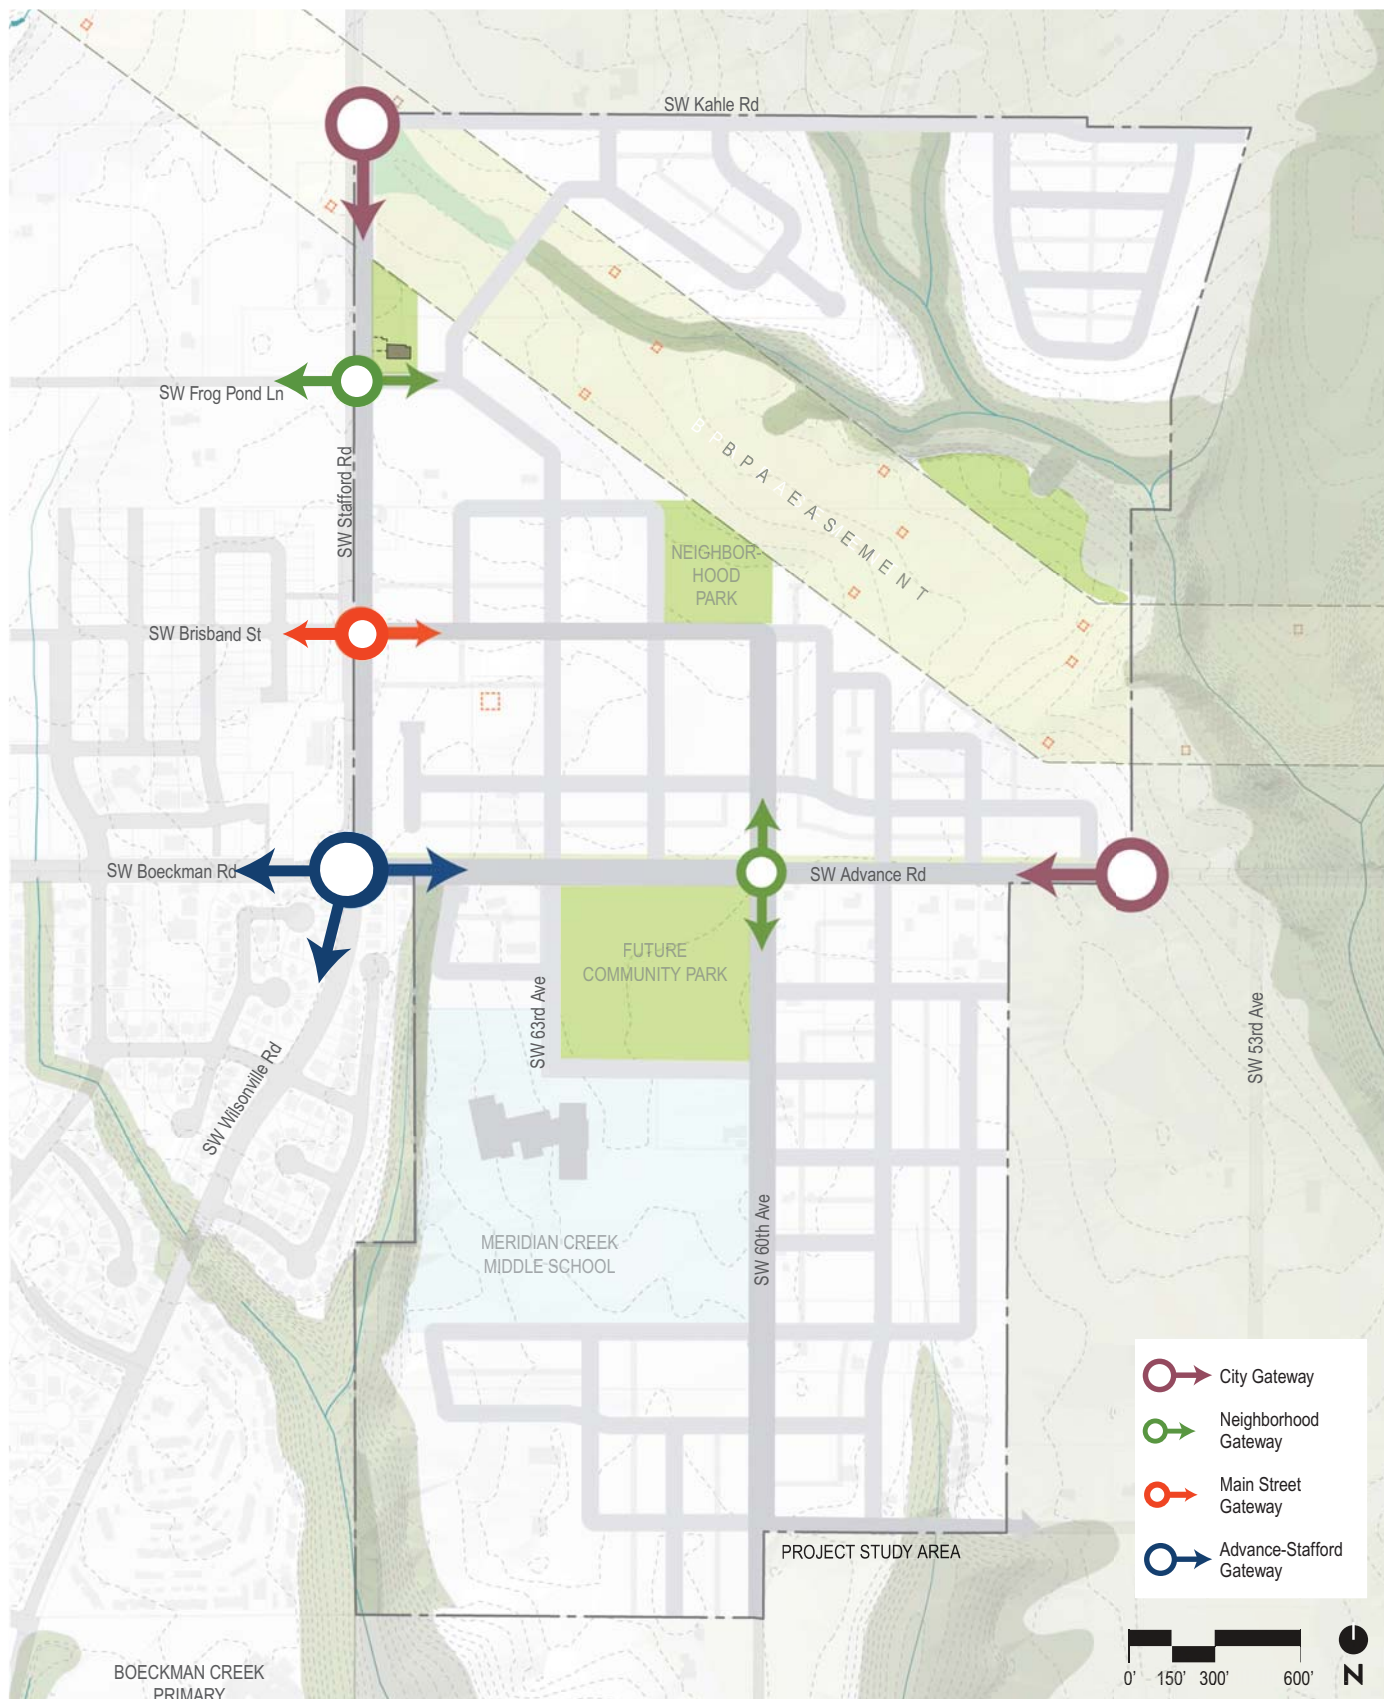 SW Kahle Rd
SW Frog Pond Ln
SW Stafford Rd
BPBPA EASEMENT
NEIGHBOR-
HOOD
PARK
SW Brisband St
SW Boeckman Rd
SW Advance Rd
FUTURE
COMMUNITY PARK
SW 63rd Ave
SW 53rd Ave
SW Wilsonville Rd
MERIDIAN CREEK
MIDDLE SCHOOL
SW 60th Ave
City Gateway
Neighborhood
Gateway
Main Street
Gateway
Advance-Stafford
Gateway
PROJECT STUDY AREA
BOECKMAN CREEK
PRIMARY
0' 150' 300' 600'
N